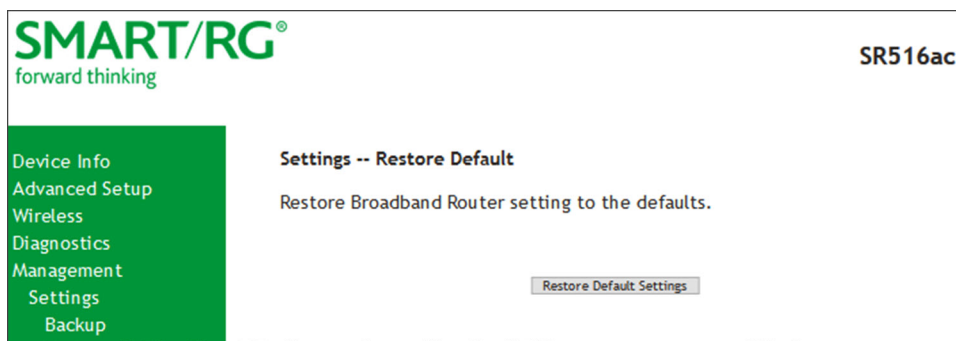 SMART/RG®
forward thinking
SR516ac
Device Info
Advanced Setup
Wireless
Diagnostics
Management
Settings
Backup
Settings -- Restore Default
Restore Broadband Router setting to the defaults.
Restore Default Settings